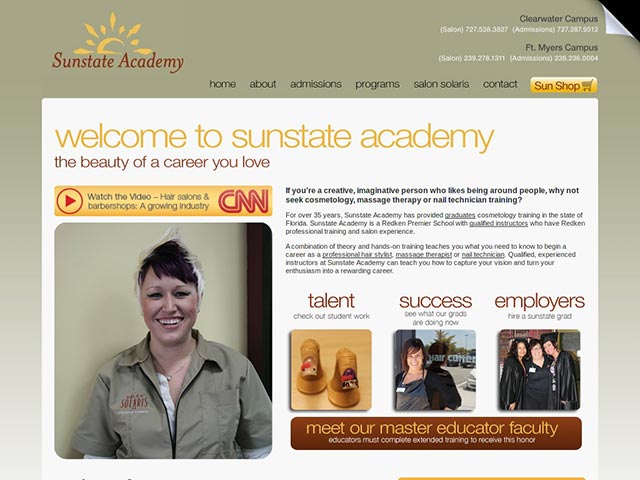 Sunstate Academy
Clearwater Campus
(Salon) 727.538.3827 (Admissions) 727.287.9512
Ft. Myers Campus
(Salon) 239.278.1311 (Admissions) 239.236.0004
home about admissions programs salon solaris contact Sun Shop
welcome to sunstate academy
the beauty of a career you love
Watch the Video – Hair salons &
barbershops: A growing industry
CNN
If you're a creative, imaginative person who likes being around people, why not
seek cosmetology, massage therapy or nail technician training?
For over 35 years, Sunstate Academy has provided graduates cosmetology training in the state of
Florida. Sunstate Academy is a Redken Premier School with qualified instructors who have Redken
professional training and salon experience.
A combination of theory and hands-on training teaches you what you need to know to begin a
career as a professional hair stylist, massage therapist or nail technician. Qualified, experienced
instructors at Sunstate Academy can teach you how to capture your vision and turn your
enthusiasm into a rewarding career.
talent
check out student work
success
see what our grads
are doing now
employers
hire a sunstate grad
SOLARIS
meet our master educator faculty
educators must complete extended training to receive this honor